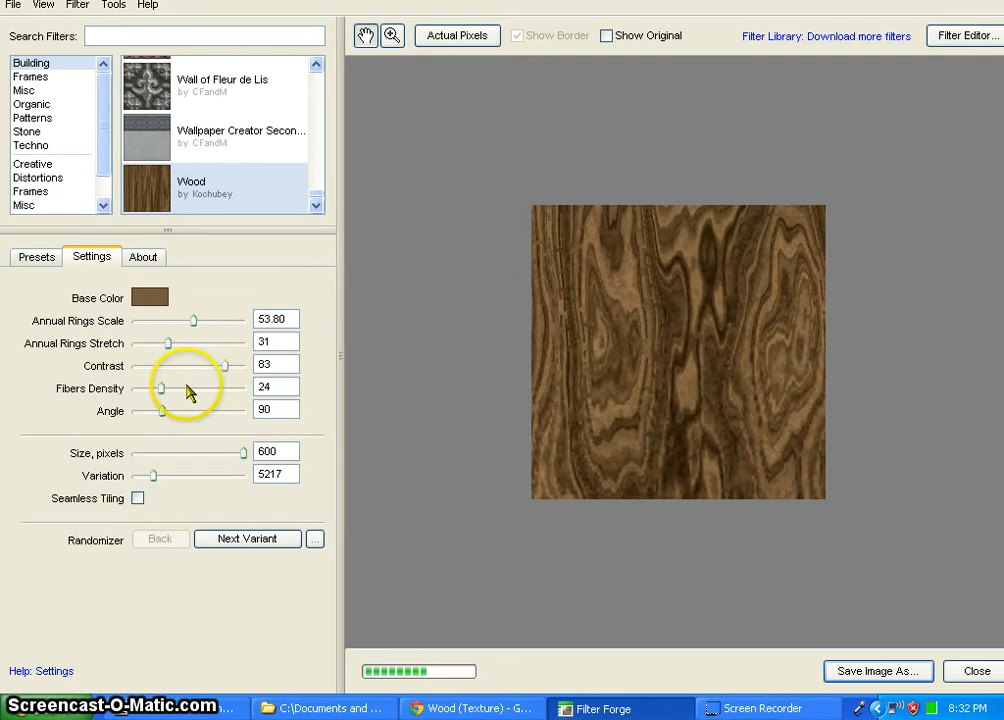 File View Filter Tools Help
Search Filters:
Actual Pixels Show Border Show Original Filter Library: Download more filters Filter Editor...
Building
Frames
Misc
Organic
Patterns
Stone
Techno
Creative
Distortions
Frames
Misc
Wall of Fleur de Lis
by CFandM
Wallpaper Creator Secon...
by CFandM
Wood
by Kochubey
Presets Settings About
Base Color
Annual Rings Scale 53.80
Annual Rings Stretch 31
Contrast 83
Fibers Density 24
Angle 90
Size, pixels 600
Variation 5217
Seamless Tiling
Randomizer Back Next Variant ...
Help: Settings
Save Image As... Close
Screencast-O-Matic.com
C:\Documents and ...
Wood (Texture) - G...
Filter Forge
Screen Recorder
8:32 PM